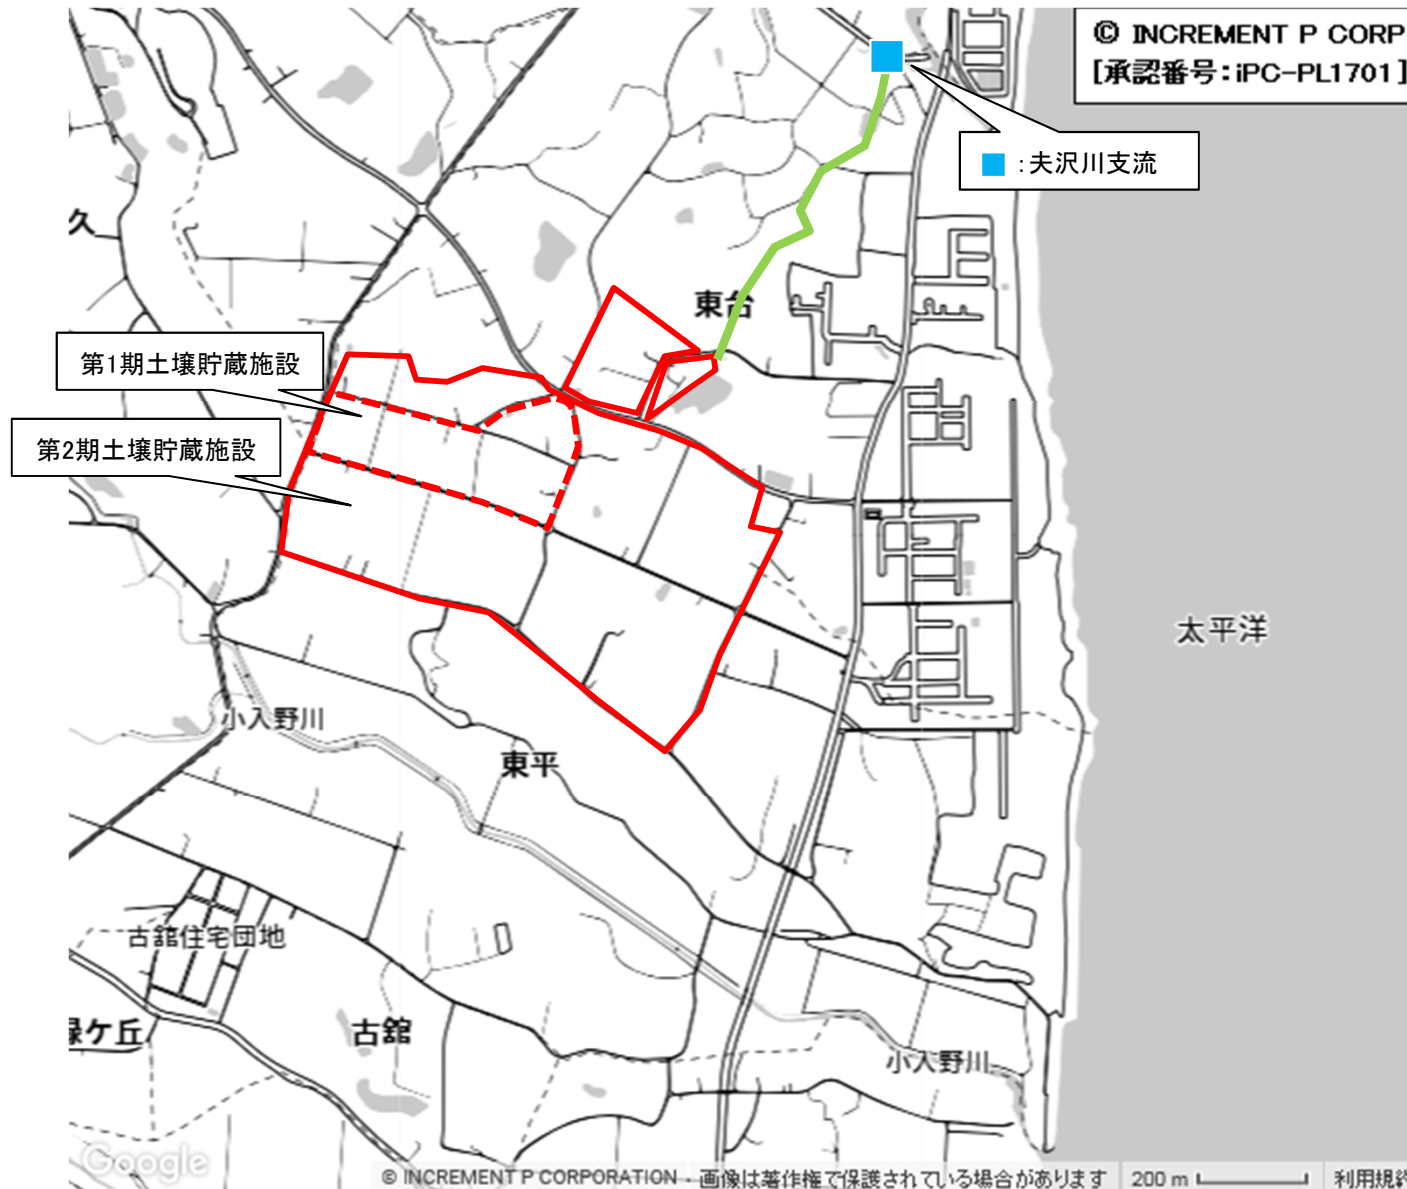 © INCREMENT P CORP
[承認番号:iPC-PL1701]
■ :夫沢川支流
久
東台
第1期土壌貯蔵施設
第2期土壌貯蔵施設
太平洋
小入野川
東平
古舘住宅団地
緑ケ丘
古舘
小入野川
Google
© INCREMENT P CORPORATION - 画像は著作権で保護されている場合があります
200 m
利用規約